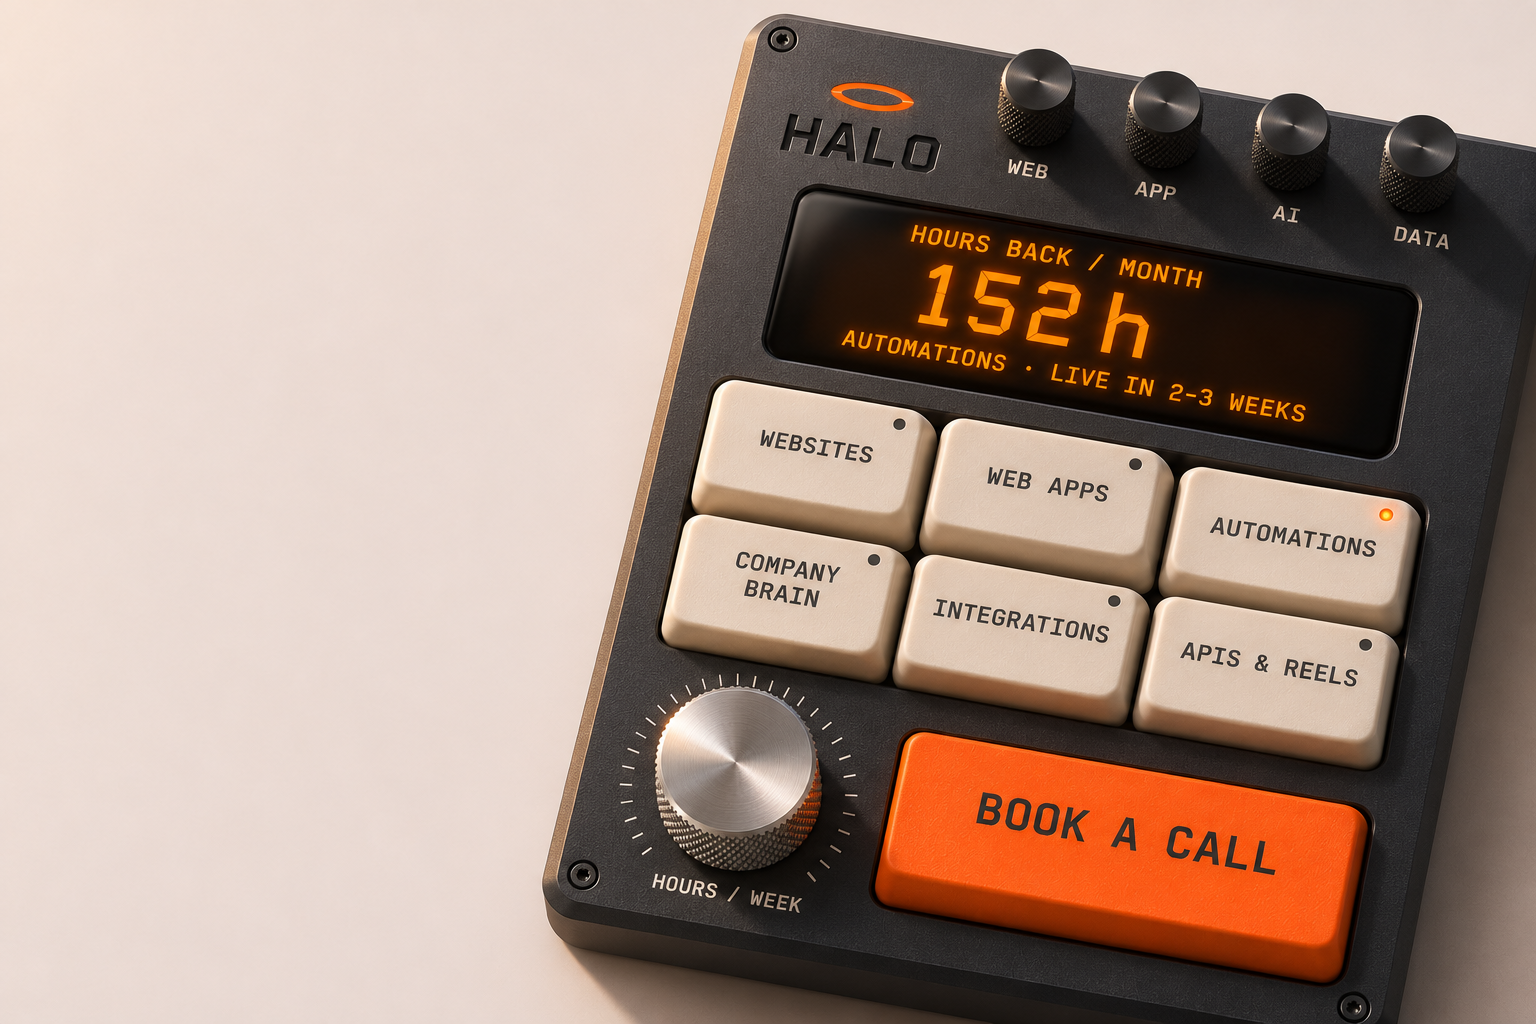 HALO
WEB
APP
AI
DATA
HOURS BACK / MONTH
152 h
AUTOMATIONS · LIVE IN 2-3 WEEKS
WEBSITES
WEB APPS
AUTOMATIONS
COMPANY
BRAIN
INTEGRATIONS
APIS & REELS
HOURS / WEEK
BOOK A CALL